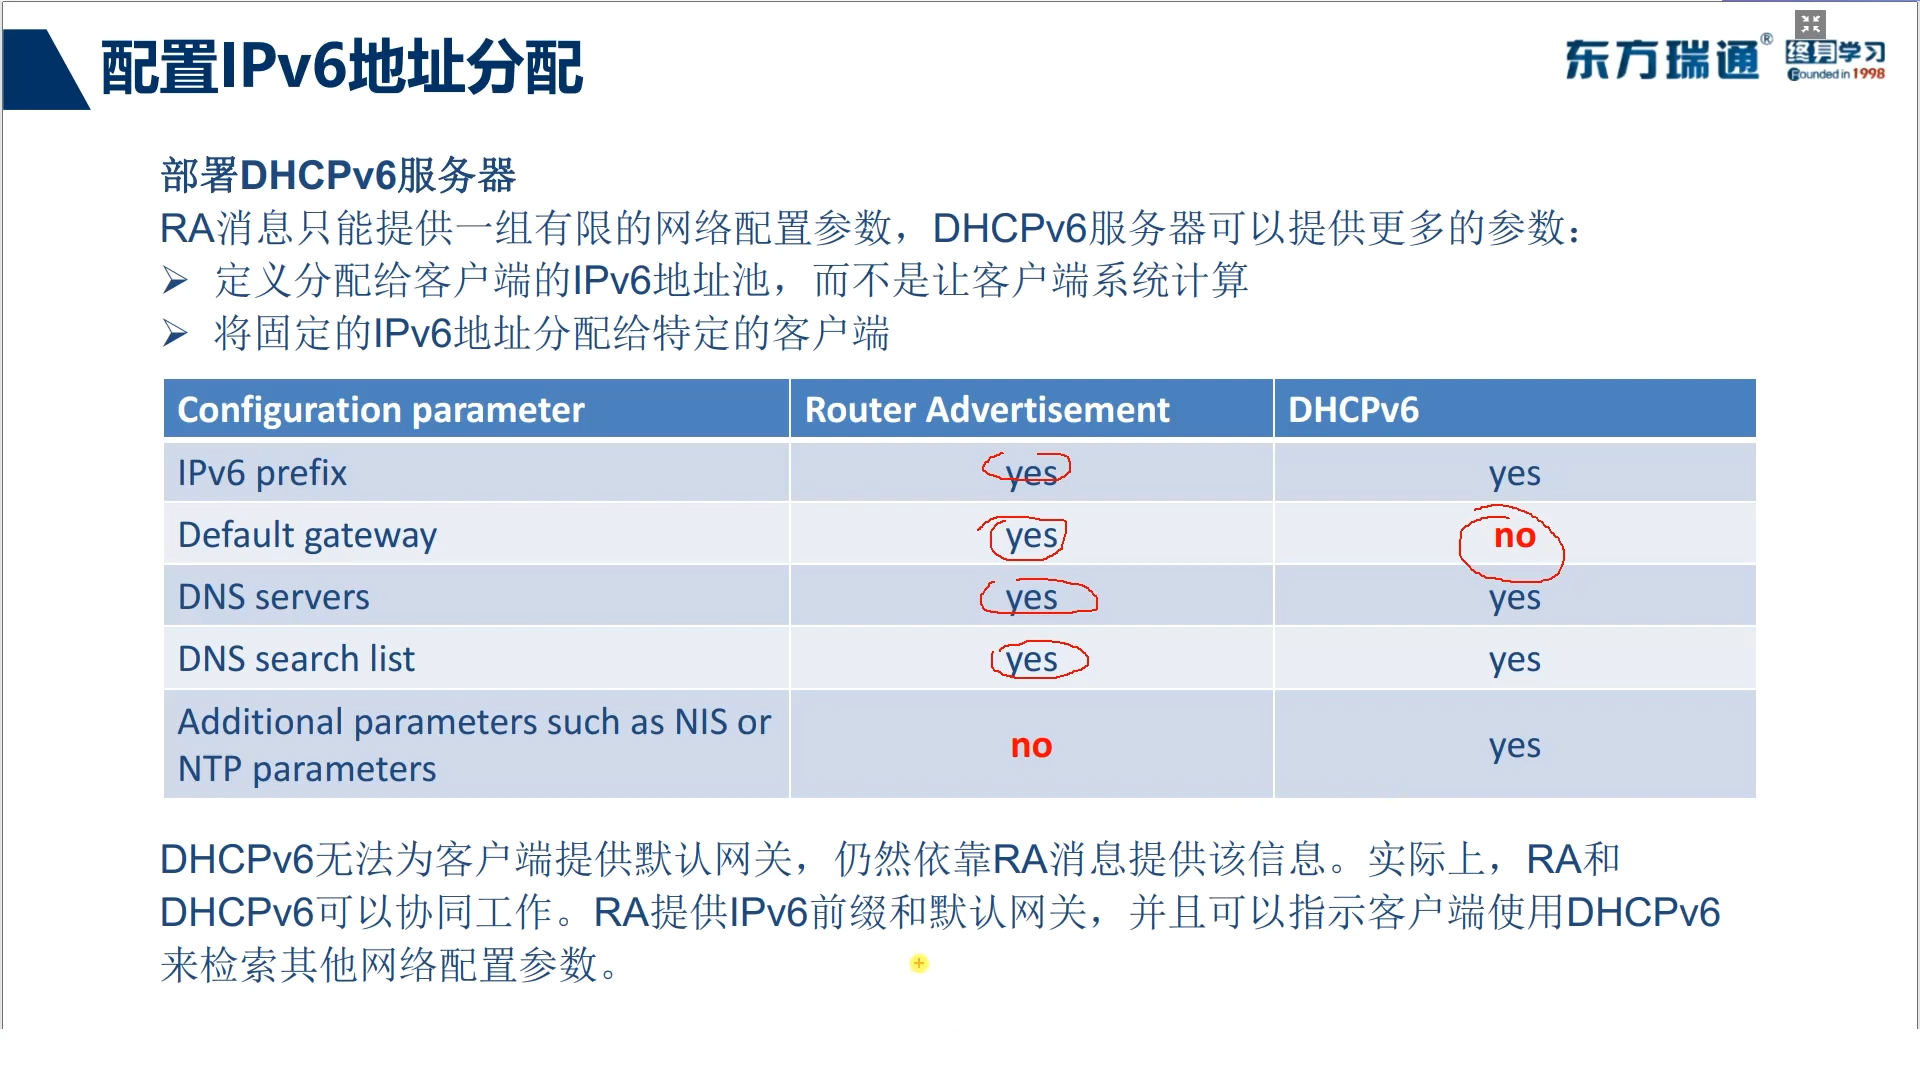 配置IPv6地址分配
东方瑞通® 终身学习
Founded in 1998
部署DHCPv6服务器
RA消息只能提供一组有限的网络配置参数，DHCPv6服务器可以提供更多的参数：
➢ 定义分配给客户端的IPv6地址池，而不是让客户端系统计算
➢ 将固定的IPv6地址分配给特定的客户端
Configuration parameter Router Advertisement DHCPv6
IPv6 prefix yes yes
Default gateway yes no
DNS servers yes yes
DNS search list yes yes
Additional parameters such as NIS or
NTP parameters no yes
DHCPv6无法为客户端提供默认网关，仍然依靠RA消息提供该信息。实际上，RA和
DHCPv6可以协同工作。RA提供IPv6前缀和默认网关，并且可以指示客户端使用DHCPv6
来检索其他网络配置参数。